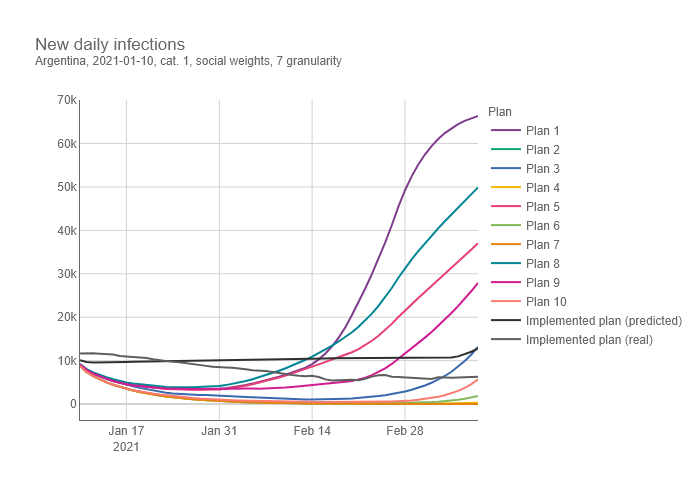 New daily infections
Argentina, 2021-01-10, cat. 1, social weights, 7 granularity
70k
60k
50k
40k
30k
20k
10k
0
Jan 17
2021
Jan 31
Feb 14
Feb 28
Plan
Plan 1
Plan 2
Plan 3
Plan 4
Plan 5
Plan 6
Plan 7
Plan 8
Plan 9
Plan 10
Implemented plan (predicted)
Implemented plan (real)